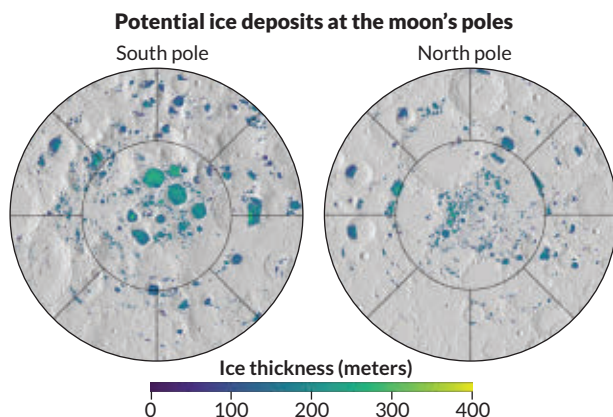 Potential ice deposits at the moon’s poles
South pole
North pole
Ice thickness (meters)
0 100 200 300 400